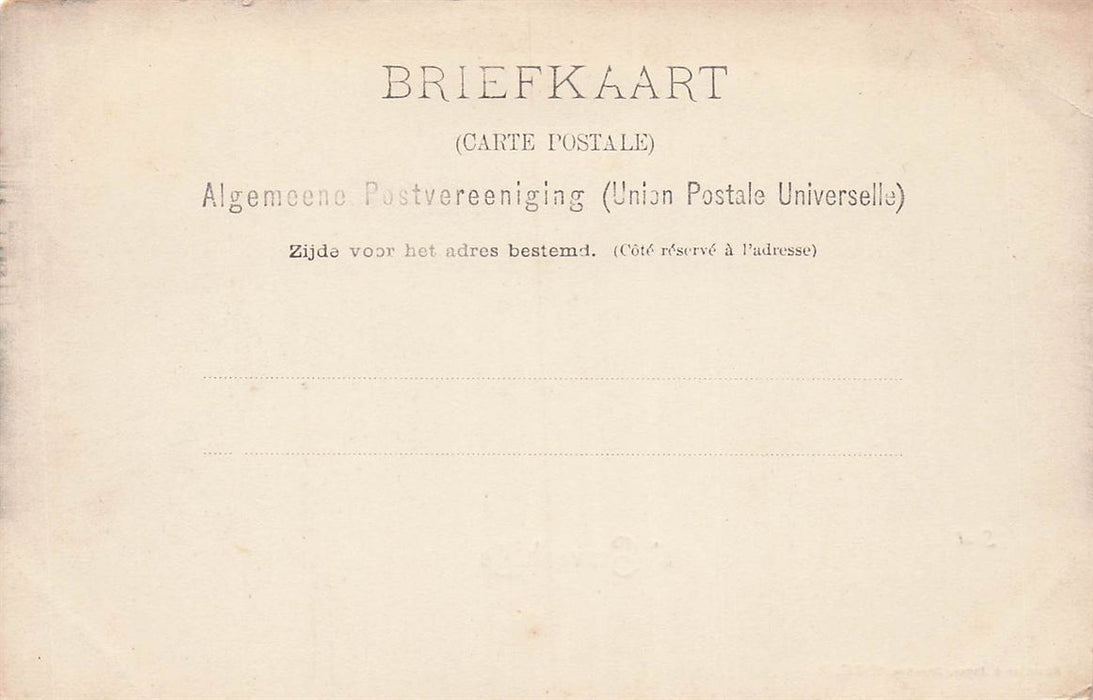 BRIEFKAART
(CARTE POSTALE)
Algemeene Postvereeniging (Union Postale Universelle)
Zijde voor het adres bestemd. (Côté réservé à l'adresse)